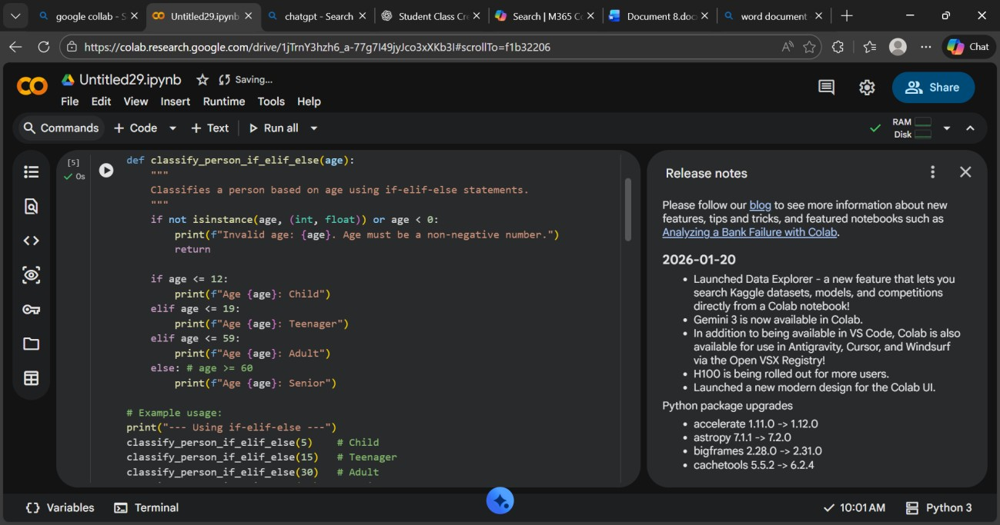 google collab - S
Untitled29.ipynb
chatgpt - Search
Student Class Cre
Search | M365 Co
Document 8.doc
word document
https://colab.research.google.com/drive/1jTrnY3hzh6_a-77g7l49jyJco3xXKb3l#scrollTo=f1b32206
Chat
Untitled29.ipynb
Saving...
File Edit View Insert Runtime Tools Help
Share
Commands + Code + Text Run all
RAM
Disk
[5]
0s
def classify_person_if_elif_else(age):
"""
Classifies a person based on age using if-elif-else statements.
"""
if not isinstance(age, (int, float)) or age < 0:
print(f"Invalid age: {age}. Age must be a non-negative number.")
return
if age <= 12:
print(f"Age {age}: Child")
elif age <= 19:
print(f"Age {age}: Teenager")
elif age <= 59:
print(f"Age {age}: Adult")
else: # age >= 60
print(f"Age {age}: Senior")
# Example usage:
print("--- Using if-elif-else ---")
classify_person_if_elif_else(5) # Child
classify_person_if_elif_else(15) # Teenager
classify_person_if_elif_else(30) # Adult
Release notes
Please follow our blog to see more information about new
features, tips and tricks, and featured notebooks such as
Analyzing a Bank Failure with Colab.
2026-01-20
• Launched Data Explorer - a new feature that lets you
search Kaggle datasets, models, and competitions
directly from a Colab notebook!
• Gemini 3 is now available in Colab.
• In addition to being available in VS Code, Colab is also
available for use in Antigravity, Cursor, and Windsurf
via the Open VSX Registry!
• H100 is being rolled out for more users.
• Launched a new modern design for the Colab UI.
Python package upgrades
• accelerate 1.11.0 -> 1.12.0
• astropy 7.1.1 -> 7.2.0
• bigframes 2.28.0 -> 2.31.0
• cachetools 5.5.2 -> 6.2.4
Variables
Terminal
10:01 AM
Python 3